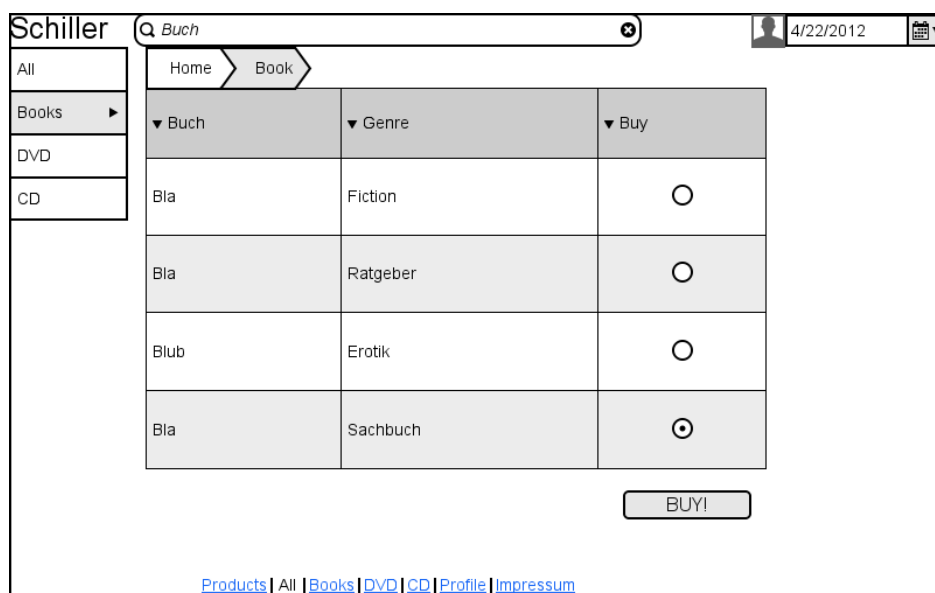 Schiller Buch 4/22/2012
All
Books
DVD
CD
Home Book
Buch Genre Buy
Bla Fiction
Bla Ratgeber
Blub Erotik
Bla Sachbuch
BUY!
Products | All | Books | DVD | CD | Profile | Impressum